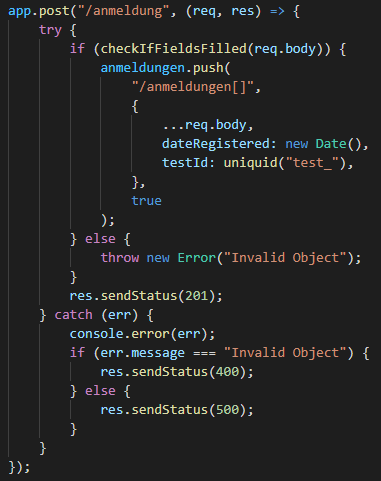 app.post("/anmeldung", (req, res) => {
    try {
        if (checkIfFieldsFilled(req.body)) {
            anmeldungen.push(
                "/anmeldungen[]",
                {
                    ...req.body,
                    dateRegistered: new Date(),
                    testId: uniquid("test_"),
                },
                true
            );
        } else {
            throw new Error("Invalid Object");
        }
        res.sendStatus(201);
    } catch (err) {
        console.error(err);
        if (err.message === "Invalid Object") {
            res.sendStatus(400);
        } else {
            res.sendStatus(500);
        }
    }
});